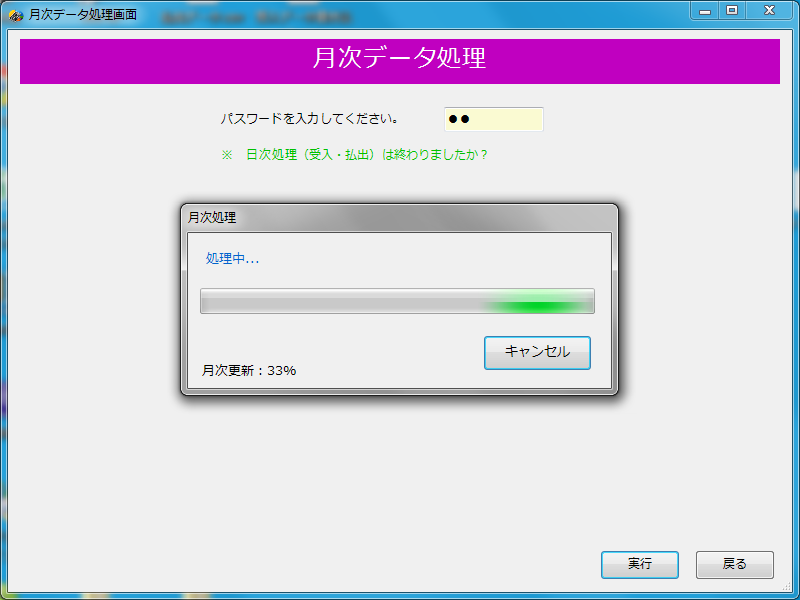 月次データ処理画面
月次データ処理
パスワードを入力してください。
●●
※ 日次処理（受入・払出）は終わりましたか？
月次処理
処理中...
キャンセル
月次更新：33%
実行
戻る